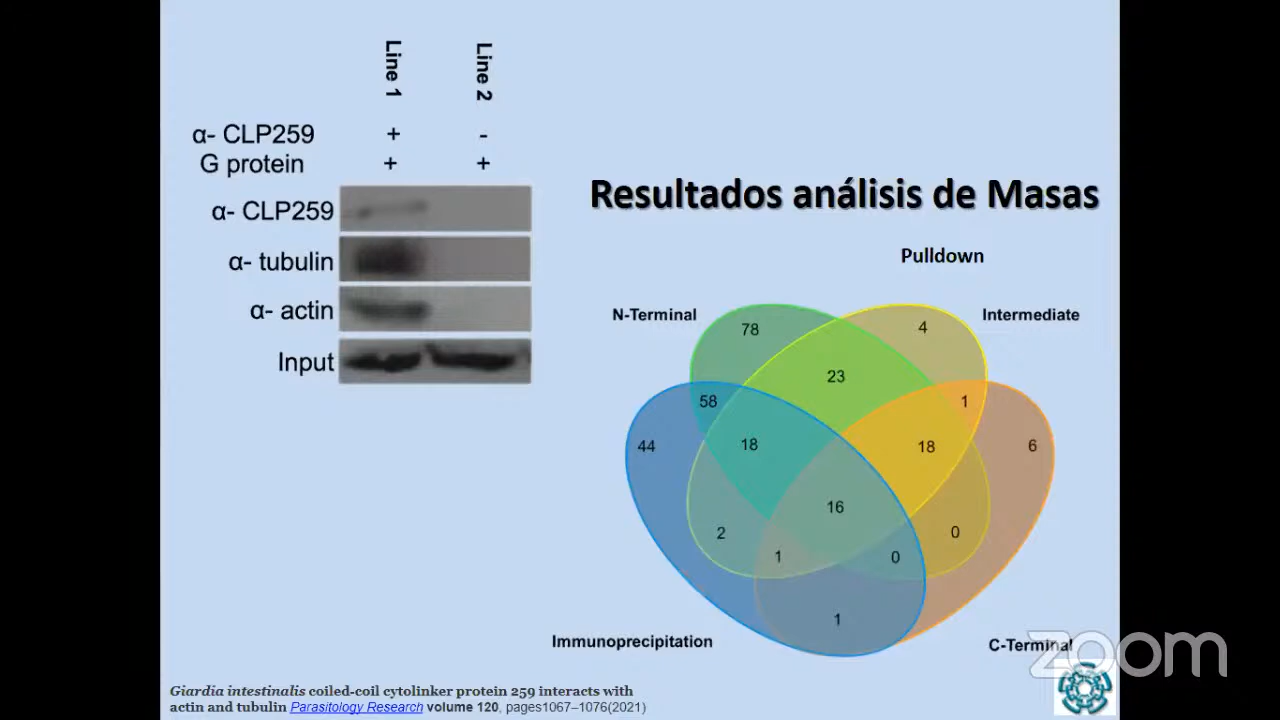 Line 1
Line 2
α- CLP259 + -
G protein + +
α- CLP259
α- tubulin
α- actin
Input
Resultados análisis de Masas
Pulldown
N-Terminal
Intermediate
78
4
23
58
1
44
18
18
6
16
2
0
1
0
1
Immunoprecipitation
C-Terminal
zoom
Giardia intestinalis coiled-coil cytolinker protein 259 interacts with
actin and tubulin Parasitology Research volume 120, pages1067–1076(2021)